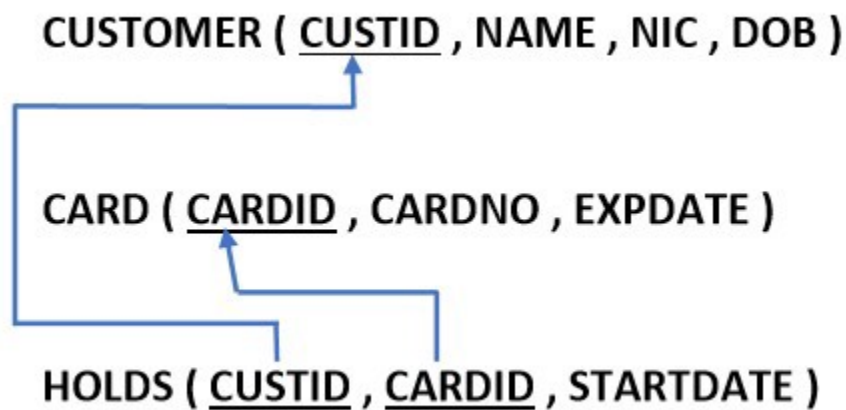 CUSTOMER ( CUSTID , NAME , NIC , DOB )
CARD ( CARDID , CARDNO , EXPDATE )
HOLDS ( CUSTID , CARDID , STARTDATE )